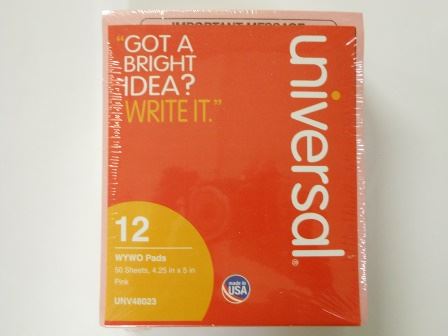 IMPORTANT MESSAGE
"GOT A
BRIGHT
IDEA?
WRITE IT."
universal®
12
WYWO Pads
50 Sheets, 4.25 in x 5 in
Pink
UNV48023
made in
USA